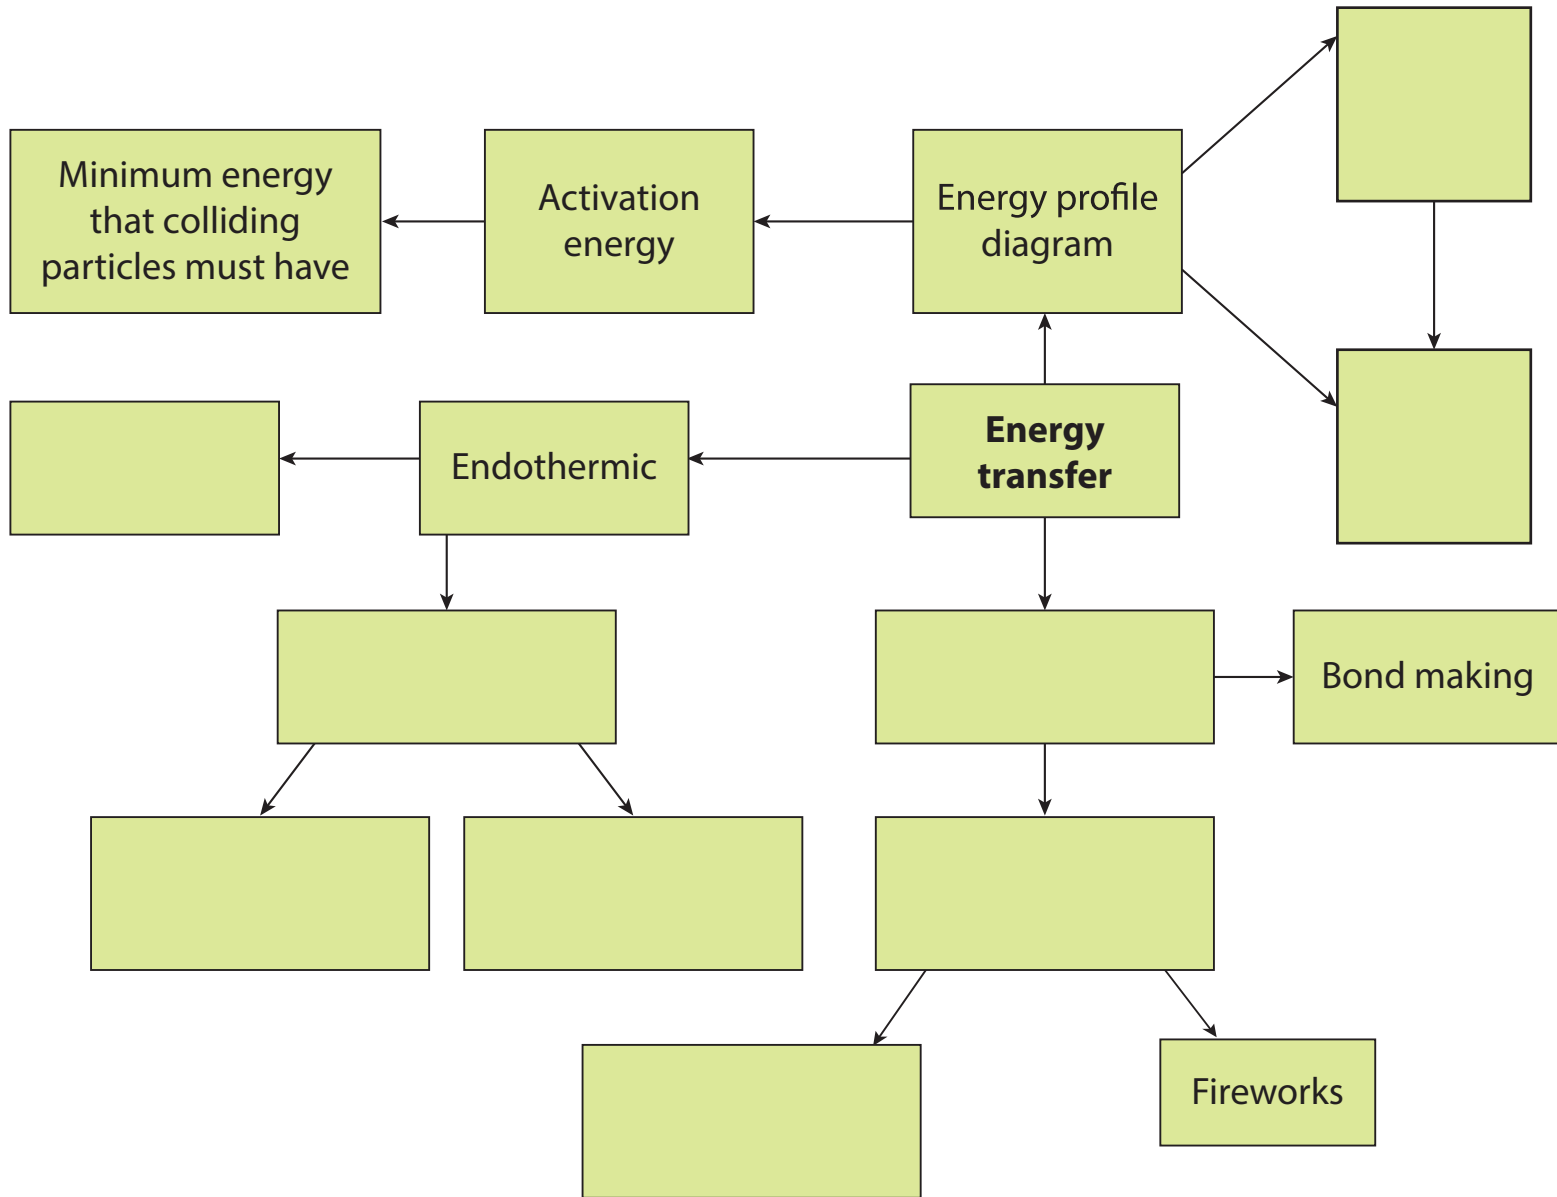 Minimum energy
that colliding
particles must have
Activation
energy
Energy profile
diagram
Endothermic
Energy
transfer
Bond making
Fireworks